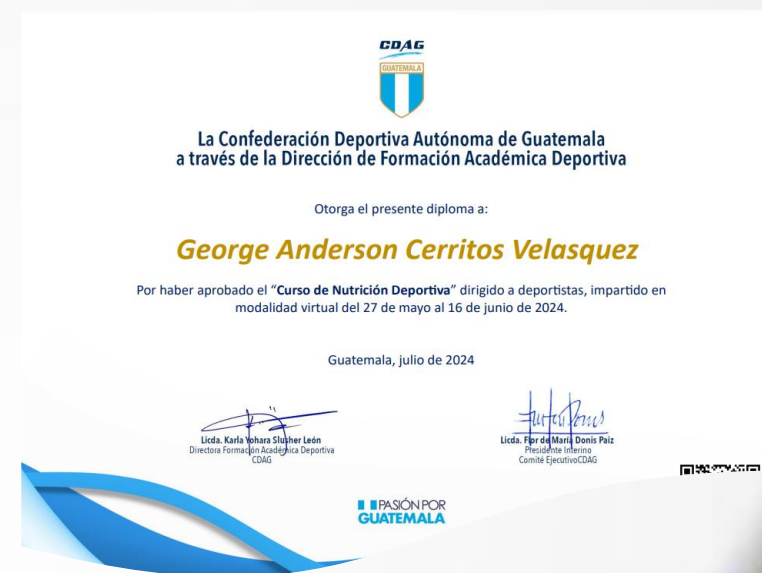 CDAG
GUATEMALA
La Confederación Deportiva Autónoma de Guatemala
a través de la Dirección de Formación Académica Deportiva
Otorga el presente diploma a:
George Anderson Cerritos Velasquez
Por haber aprobado el “Curso de Nutrición Deportiva” dirigido a deportistas, impartido en
modalidad virtual del 27 de mayo al 16 de junio de 2024.
Guatemala, julio de 2024
Licda. Karla Yohara Slusher León
Directora Formación Académica Deportiva
CDAG
Licda. Flor de María Donis Paiz
Presidente Interino
Comité EjecutivoCDAG
PASIÓN POR
GUATEMALA